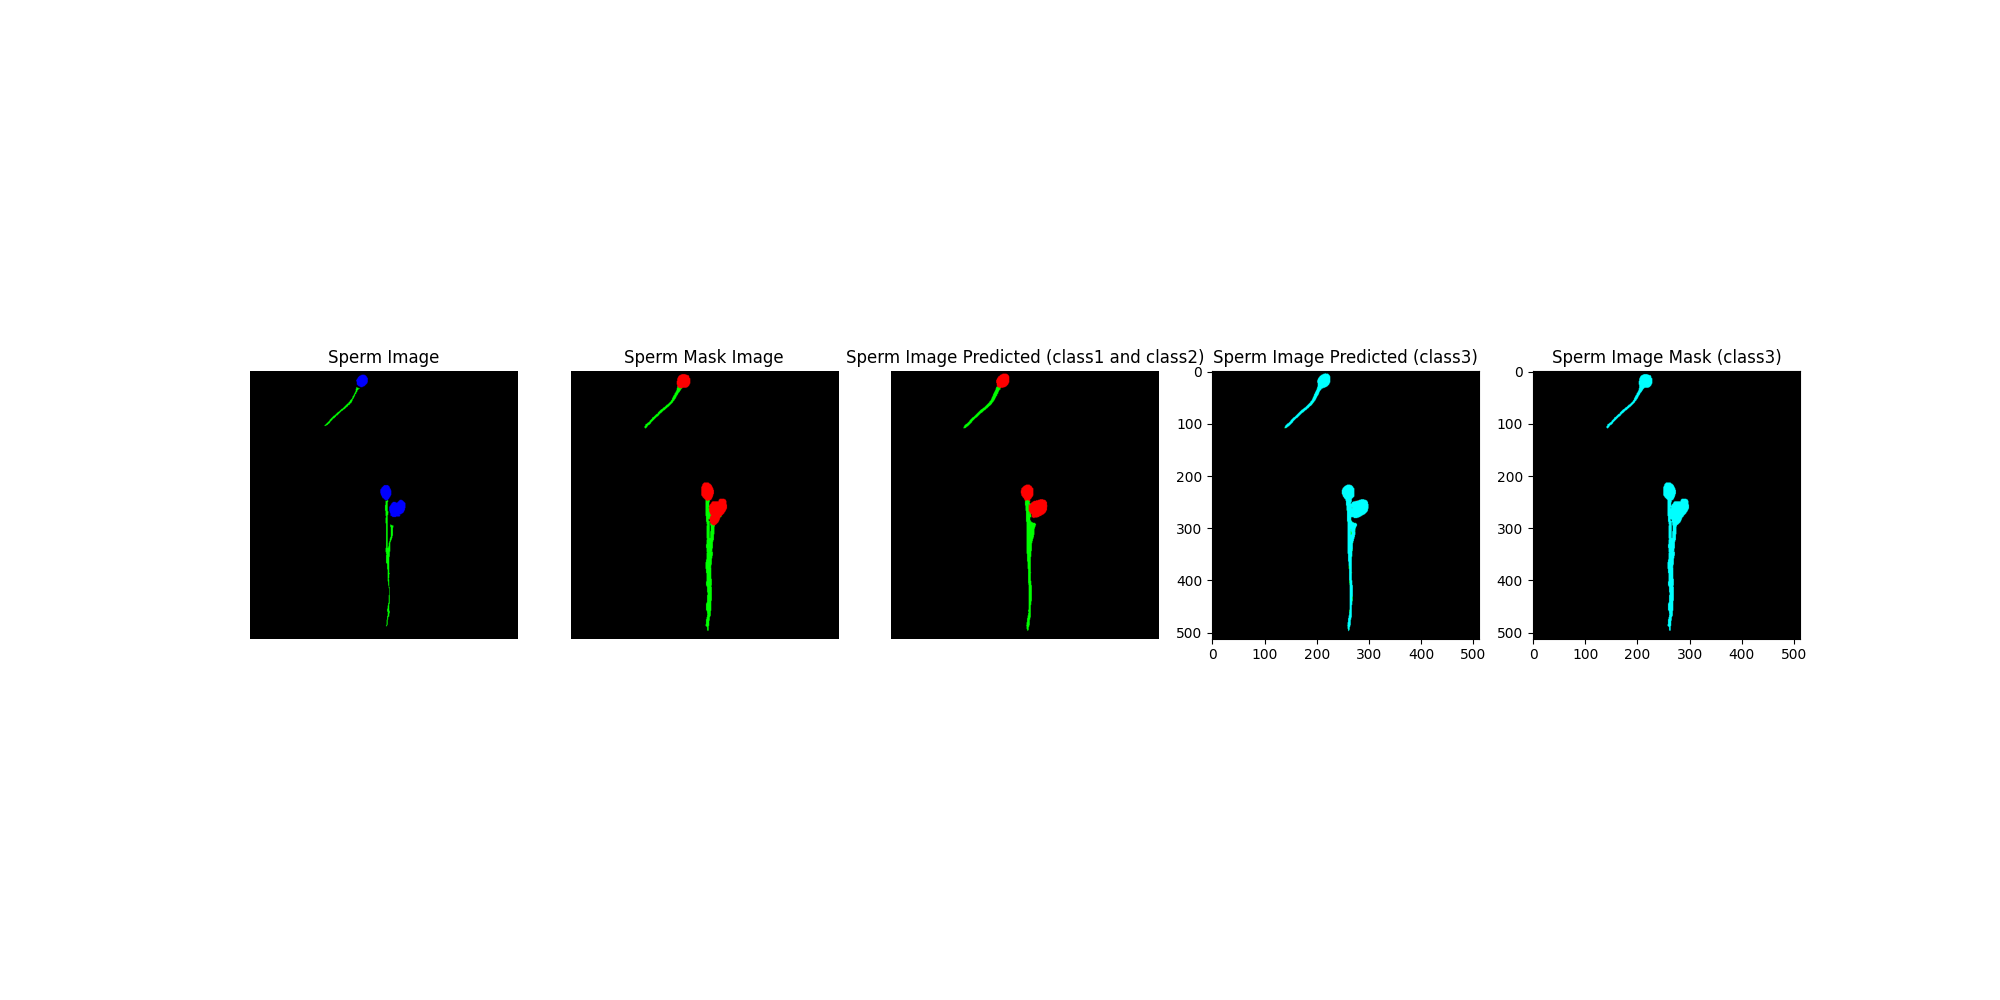 Sperm Image
Sperm Mask Image
Sperm Image Predicted (class1 and class2)
Sperm Image Predicted (class3)
Sperm Image Mask (class3)
0
100
200
300
400
500
0 100 200 300 400 500
0
100
200
300
400
500
0 100 200 300 400 500